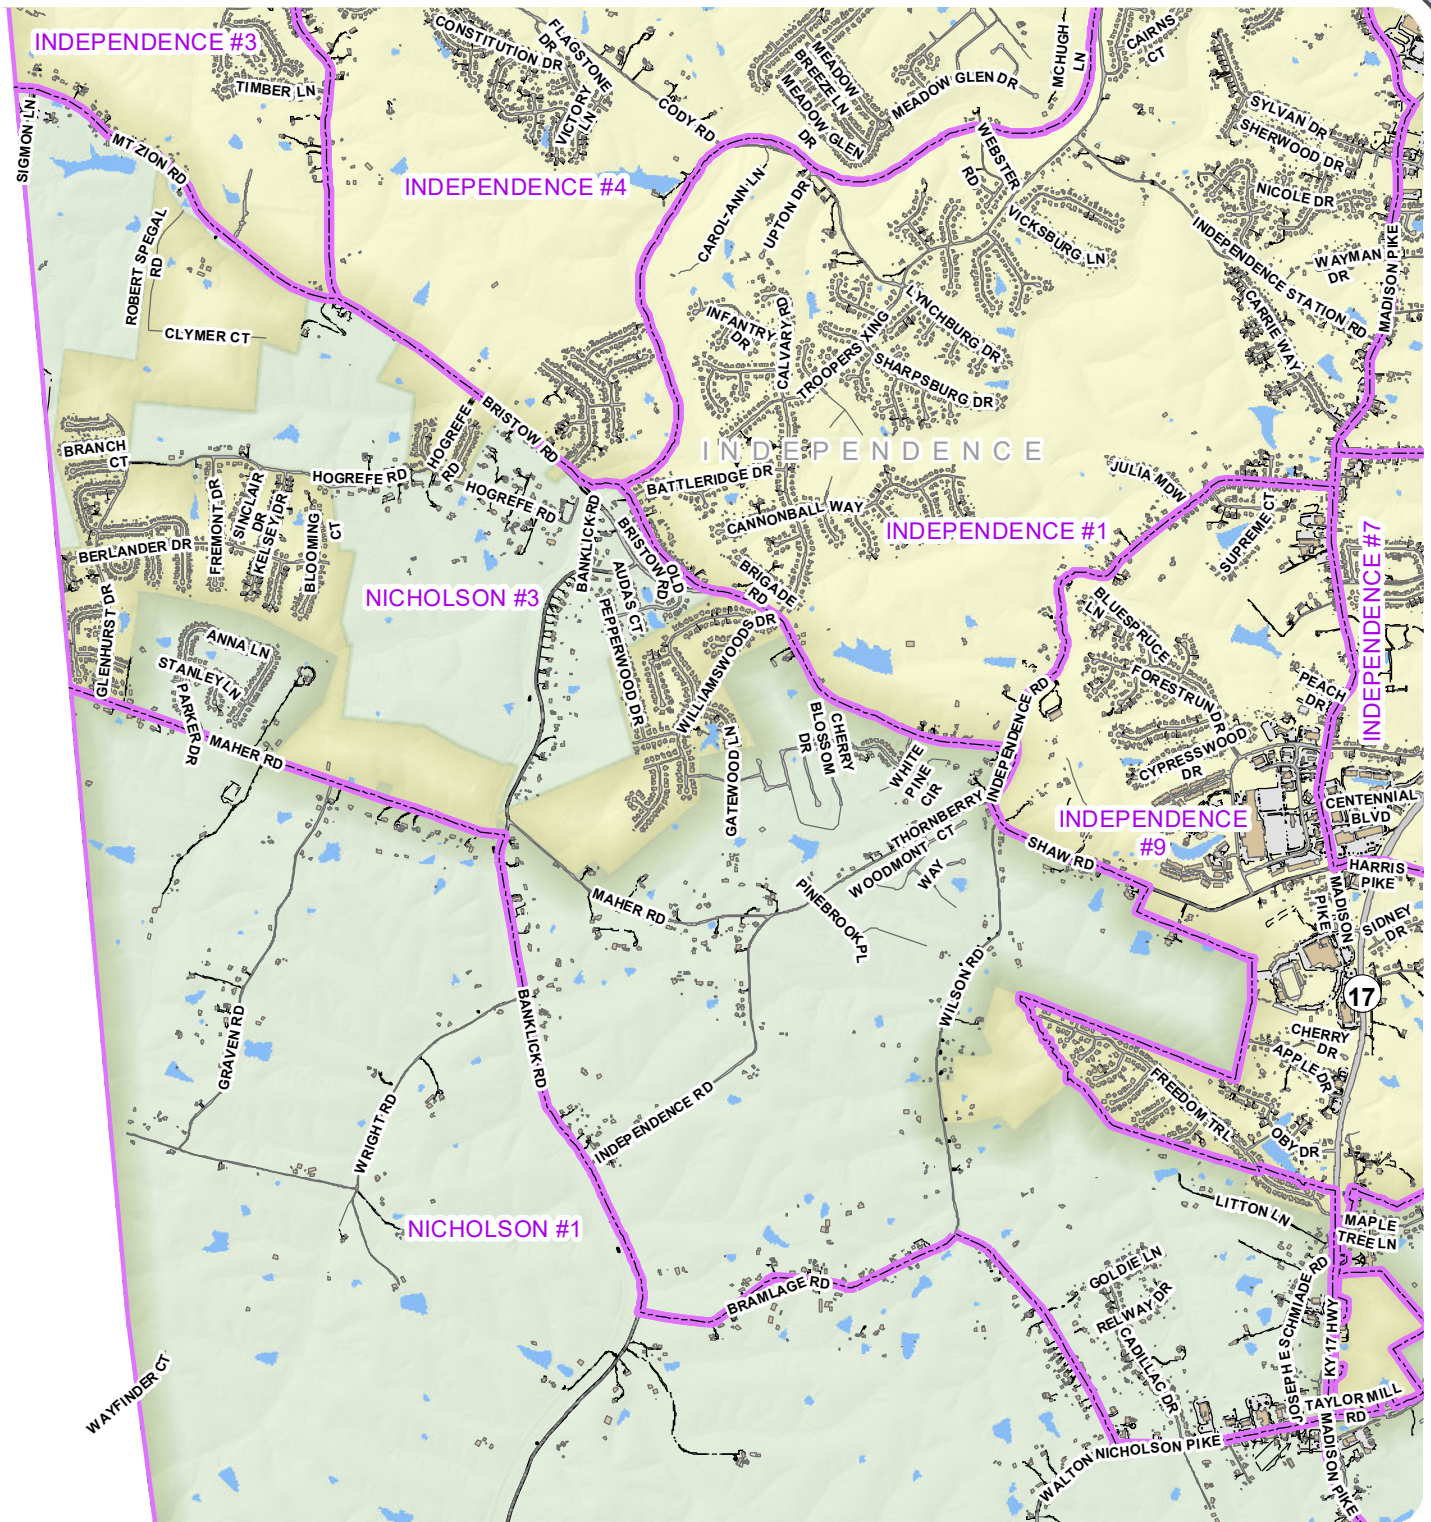 INDEPENDENCE #3
CONSTITUTION DR
FLAGSTONE
DR
MCHUGH
LN
CAIRNS
CT
TIMBER LN
VICTORY
LN
CODY RD
MEADOW
BREEZE LN
MEADOW GLEN DR
MEADOW GLEN
DR
SYLVAN DR
SHERWOOD DR
SIGMON LN
MT ZION RD
INDEPENDENCE #4
WEBSTER
RD
NICOLE DR
CAROL-ANN LN
UPTON DR
VICKSBURG LN
INDEPENDENCE STATION RD
WAYMAN
DR
MADISON PIKE
ROBERT SPEGAL
RD
CLYMER CT
INFANTRY
DR
CALVARY RD
TROOPERS XING
LYNCHBURG DR
SHARPSBURG DR
CARRIE WAY
BRISTOW RD
HOGREFE
RD
BRANCH
CT
HOGREFE RD
HOGREFE RD
INDEPENDENCE
BATTLERIDGE DR
JULIA MDW
CANNONBALL WAY
INDEPENDENCE #1
SUPREME CT
INDEPENDENCE #7
FREMONT DR
SINCLAIR
DR
KELSEY DR
BLOOMING
CT
BERLANDER DR
BANKLICK RD
BRISTOW RD
OLD
AUDAS CT
PEPPERWOOD DR
BRIGADE
RD
NICHOLSON #3
GLENHURST DR
ANNA LN
STANLEY LN
PARKER DR
WILLIAMSWOODS DR
BLUESPRUCE
LN
FORESTRUN DR
PEACH
DR
CYPRESSWOOD
DR
MAHER RD
GATEWOOD LN
CHERRY
BLOSSOM
DR
WHITE
PINE
CIR
INDEPENDENCE RD
THORNBERRY
CT
WOODMONT
WAY
INDEPENDENCE
#9
CENTENNIAL
BLVD
SHAW RD
HARRIS
PIKE
MADISON
PIKE
MAHER RD
PINEBROOK PL
SIDNEY
DR
WILSON RD
17
GRAVEN RD
BANKLICK RD
CHERRY
DR
APPLE DR
WRIGHT RD
INDEPENDENCE RD
FREEDOM TRL
OBY DR
NICHOLSON #1
LITTON LN
MAPLE
TREE LN
BRAMLAGE RD
GOLDIE LN
RELWAY DR
CADILLAC DR
JOSEPH E SCHMIADE RD
KY 17 HWY
TAYLOR MILL
RD
WAYFINDER CT
WALTON NICHOLSON PIKE
MADISON PIKE